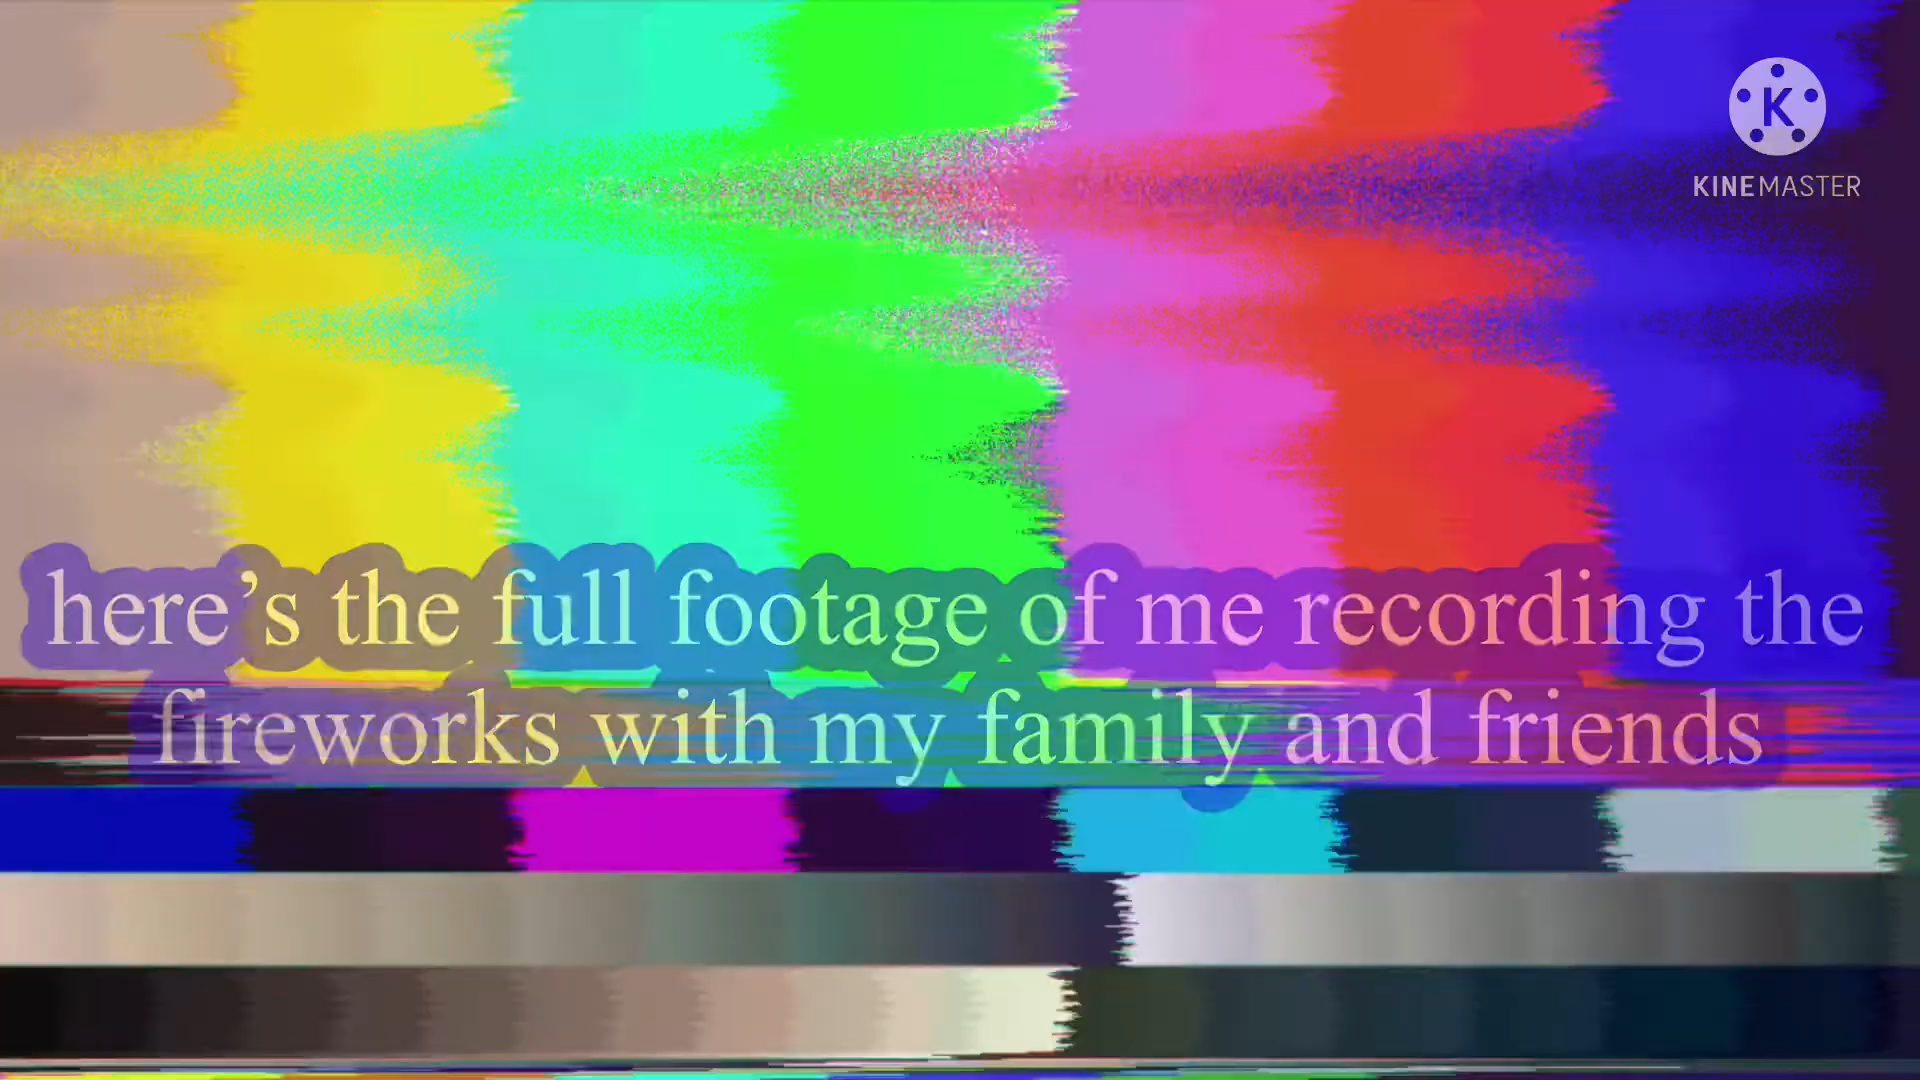 K
KINEMASTER
here’s the full footage of me recording the
fireworks with my family and friends